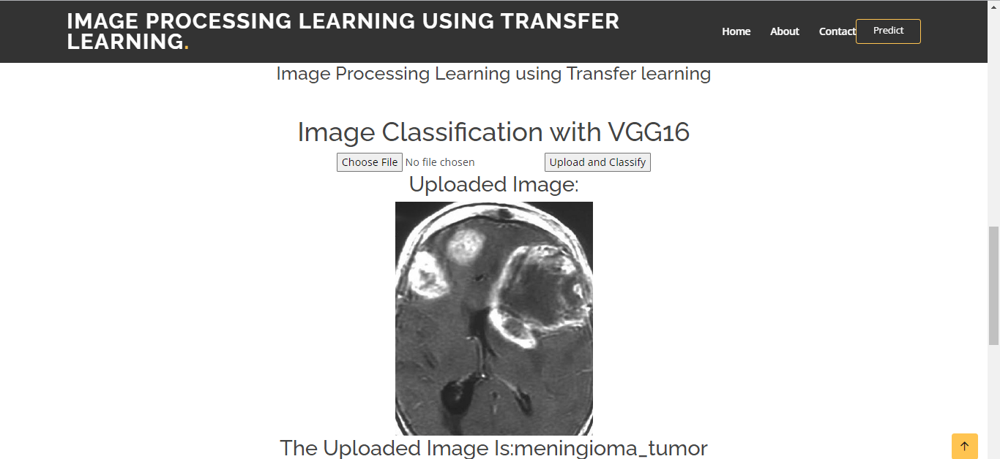 IMAGE PROCESSING LEARNING USING TRANSFER
LEARNING.
Home About Contact Predict
Image Processing Learning using Transfer learning
Image Classification with VGG16
Choose File No file chosen Upload and Classify
Uploaded Image:
The Uploaded Image Is:meningioma_tumor